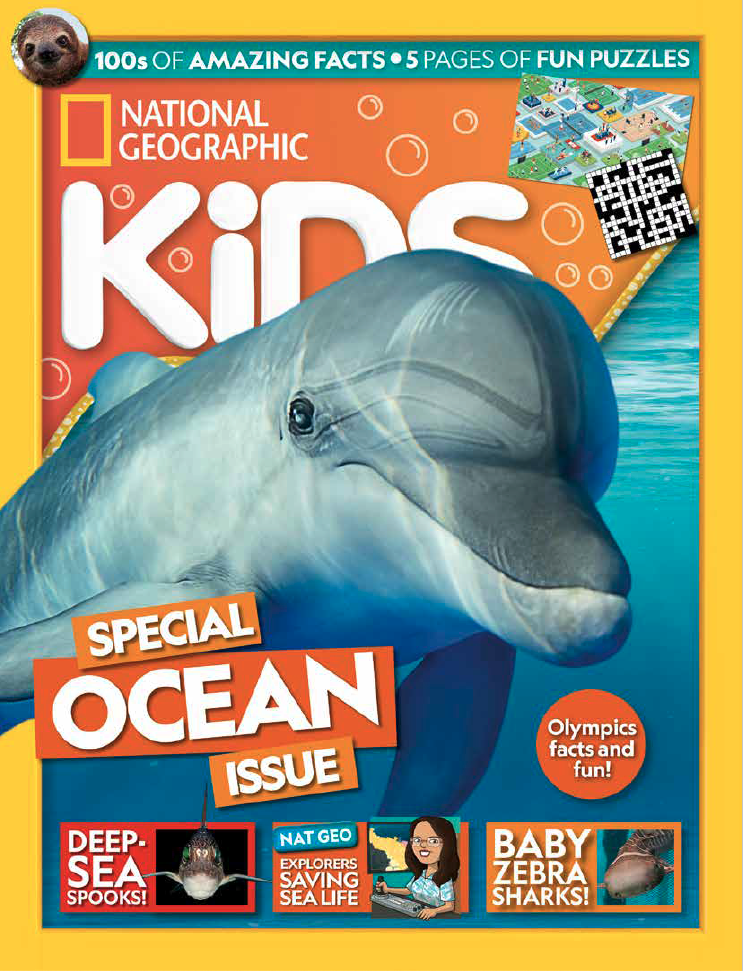 100s OF AMAZING FACTS • 5 PAGES OF FUN PUZZLES
NATIONAL
GEOGRAPHIC
KiDS
SPECIAL
OCEAN
ISSUE
Olympics
facts and
fun!
DEEP-
SEA
SPOOKS!
NAT GEO
EXPLORERS
SAVING
SEA LIFE
BABY
ZEBRA
SHARKS!